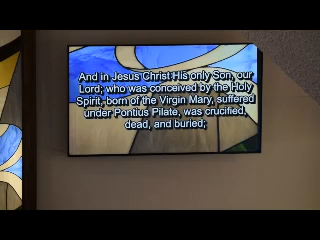 And in Jesus Christ His only Son, our
Lord; who was conceived by the Holy
Spirit, born of the Virgin Mary, suffered
under Pontius Pilate, was crucified,
dead, and buried;